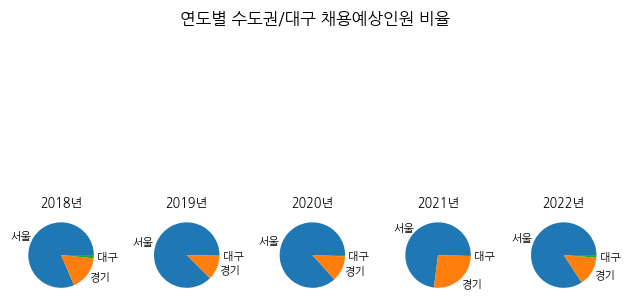 연도별 수도권/대구 채용예상인원 비율
2018년 2019년 2020년 2021년 2022년
서울 대구 경기
서울 대구 경기
서울 대구 경기
서울 대구 경기
서울 대구 경기